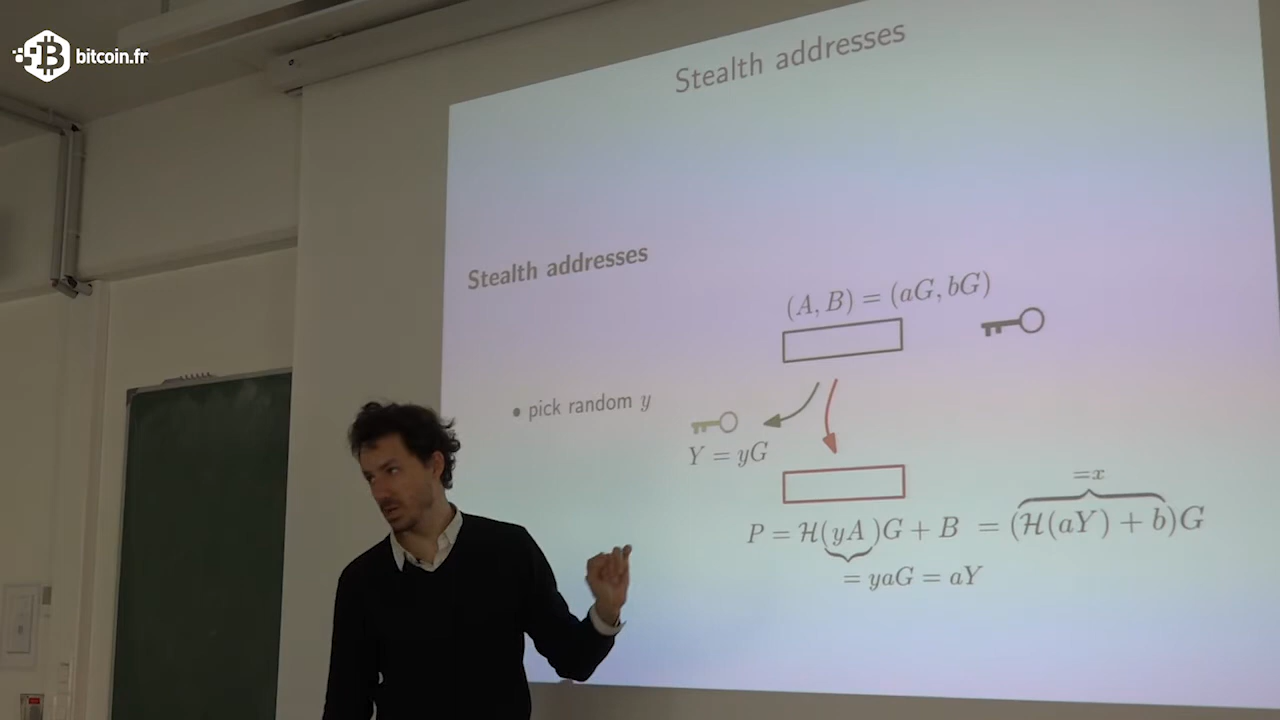 bitcoin.fr
Stealth addresses
Stealth addresses
(A, B) = (aG, bG)
• pick random y
Y = yG
=x
P = H(yA)G + B = (H(aY) + b)G
= yaG = aY